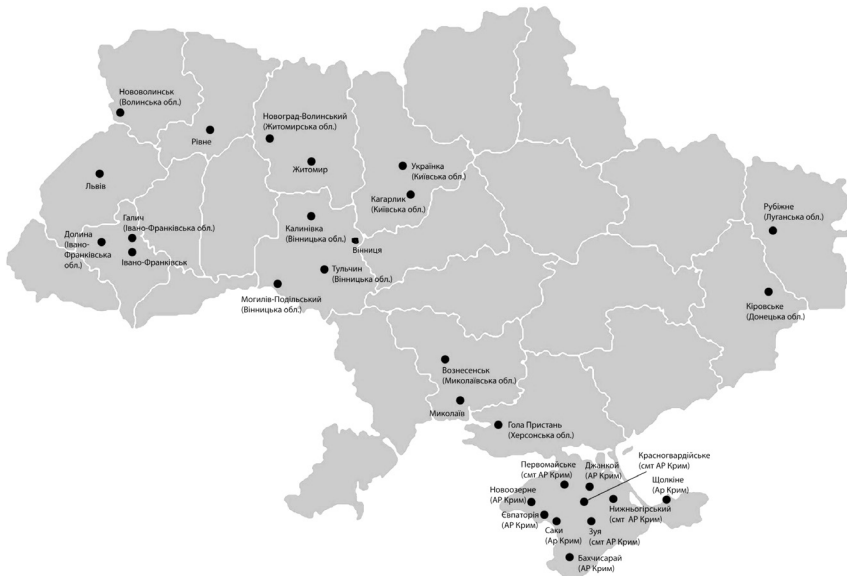 Нововолинськ
(Волинська обл.)
Рівне
Новоград-Волинський
(Житомирська обл.)
Житомир
Українка
(Київська обл.)
Кагарлик
(Київська обл.)
Львів
Галич
(Івано-Франківська обл.)
Долина
(Івано-
Франківська
обл.)
Івано-Франківськ
Калинівка
(Вінницька обл.)
Вінниця
Тульчин
(Вінницька обл.)
Могилів-Подільський
(Вінницька обл.)
Рубіжне
(Луганська обл.)
Кіровське
(Донецька обл.)
Вознесенськ
(Миколаївська обл.)
Миколаїв
Гола Пристань
(Херсонська обл.)
Первомайське
(смт АР Крим)
Джанкой
(АР Крим)
Красногвардійське
(смт АР Крим)
Щолкіне
(Ар Крим)
Новоозерне
(АР Крим)
Нижньогірський
(смт АР Крим)
Євпаторія
(АР Крим)
Саки
(Ар Крим)
Зуя
(смт АР Крим)
Бахчисарай
(АР Крим)